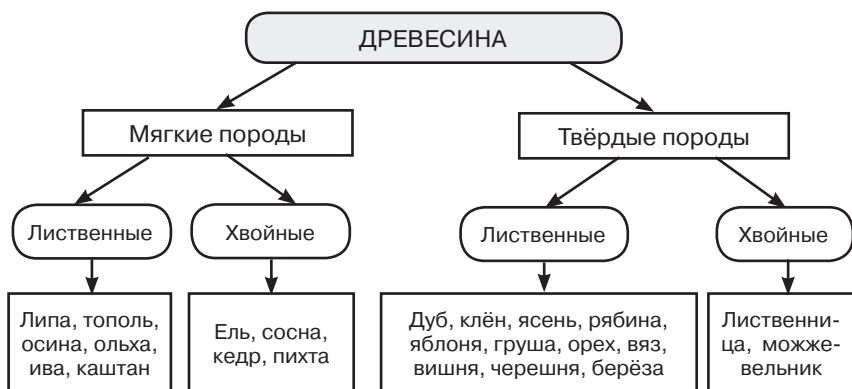 ДРЕВЕСИНА
Мягкие породы
Твёрдые породы
Лиственные
Хвойные
Лиственные
Хвойные
Липа, тополь,
осина, ольха,
ива, каштан
Ель, сосна,
кедр, пихта
Дуб, клён, ясень, рябина,
яблоня, груша, орех, вяз,
вишня, черешня, берёза
Лиственни-
ца, можже-
вельник